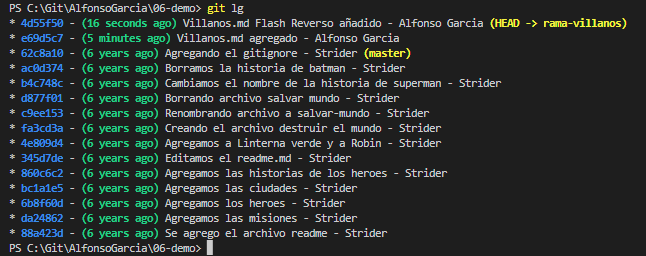 PS C:\Git\AlfonsoGarcia\06-demo> git lg
* 4d55f50 - (16 seconds ago) Villanos.md Flash Reverso añadido - Alfonso Garcia (HEAD -> rama-villanos)
* e69d5c7 - (5 minutes ago) Villanos.md agregado - Alfonso Garcia
* 62c8a10 - (6 years ago) Agregando el gitignore - Strider (master)
* ac0d374 - (6 years ago) Borramos la historia de batman - Strider
* b4c748c - (6 years ago) Cambiamos el nombre de la historia de superman - Strider
* d877f01 - (6 years ago) Borrando archivo salvar mundo - Strider
* c9ee153 - (6 years ago) Renombrando archivo a salvar-mundo - Strider
* fa3cd3a - (6 years ago) Creando el archivo destruir el mundo - Strider
* 4e809d4 - (6 years ago) Agregamos a Linterna verde y a Robin - Strider
* 345d7de - (6 years ago) Editamos el readme.md - Strider
* 860c6c2 - (6 years ago) Agregamos las historias de los heroes - Strider
* bc1a1e5 - (6 years ago) Agregamos las ciudades - Strider
* 6b8f60d - (6 years ago) Agregamos los heroes - Strider
* da24862 - (6 years ago) Agregamos las misiones - Strider
* 88a423d - (6 years ago) Se agrego el archivo readme - Strider
PS C:\Git\AlfonsoGarcia\06-demo>